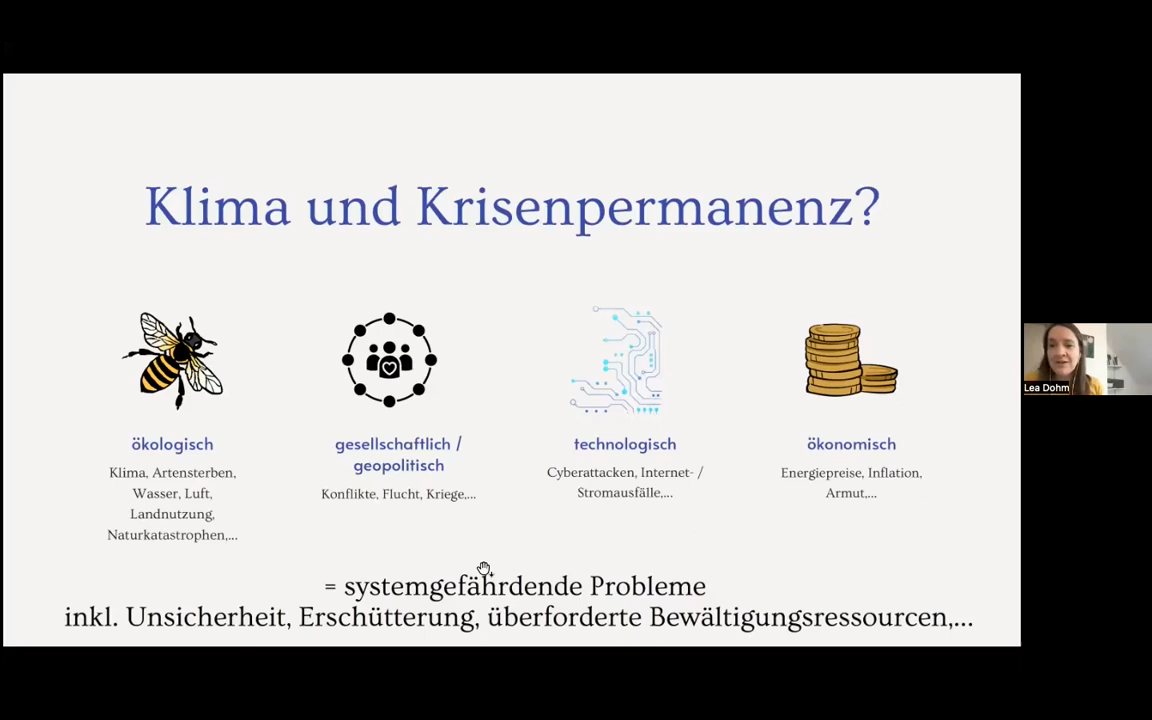 Klima und Krisenpermanenz?
ökologisch
Klima, Artensterben,
Wasser, Luft,
Landnutzung,
Naturkatastrophen,...
gesellschaftlich /
geopolitisch
Konflikte, Flucht, Kriege,...
technologisch
Cyberattacken, Internet- /
Stromausfälle,...
ökonomisch
Energiepreise, Inflation,
Armut,...
= systemgefährdende Probleme
inkl. Unsicherheit, Erschütterung, überforderte Bewältigungsressourcen,...
Lea Dohm